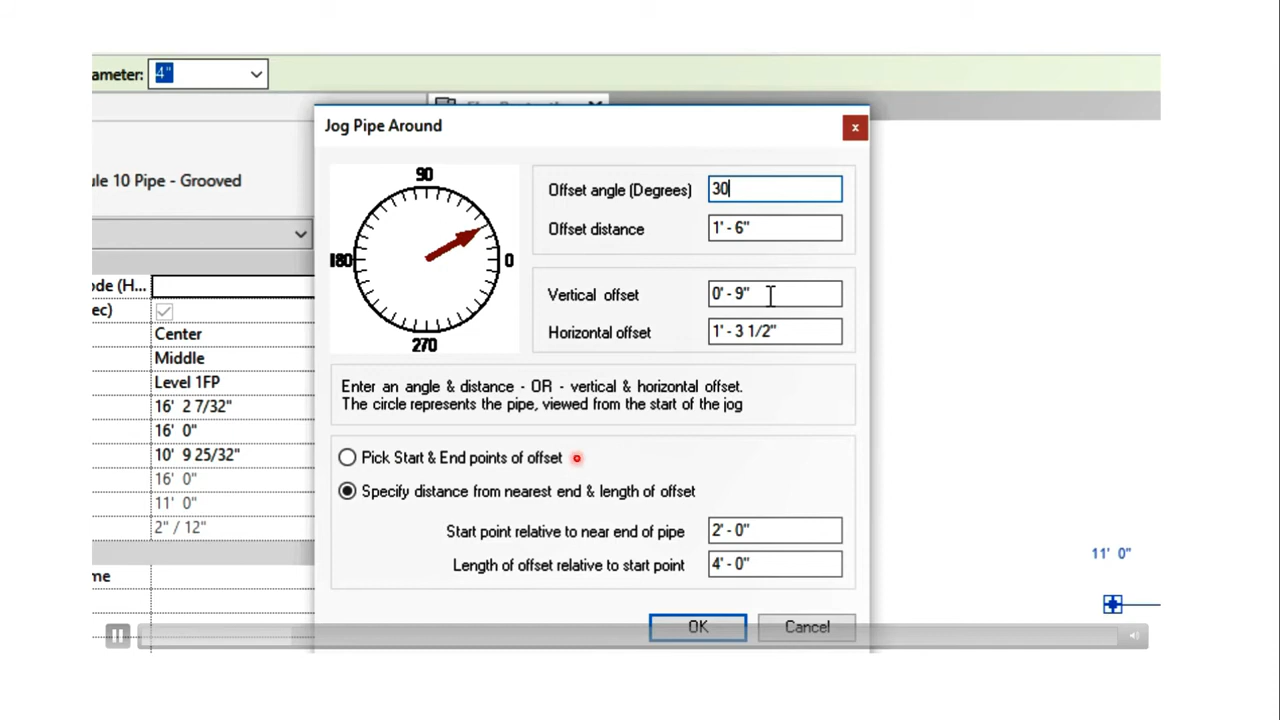 ameter: 4"
Jog Pipe Around x
ule 10 Pipe - Grooved
90
180
0
270
Offset angle (Degrees) 30
Offset distance 1' - 6"
Vertical offset 0' - 9"
Horizontal offset 1' - 3 1/2"
ode (H...
ec)
Center
Middle
Level 1FP
16' 2 7/32"
16' 0"
10' 9 25/32"
16' 0"
11' 0"
2" / 12"
me
Enter an angle & distance - OR - vertical & horizontal offset.
The circle represents the pipe, viewed from the start of the jog
Pick Start & End points of offset
Specify distance from nearest end & length of offset
Start point relative to near end of pipe 2' - 0"
Length of offset relative to start point 4' - 0"
OK Cancel
11' 0"